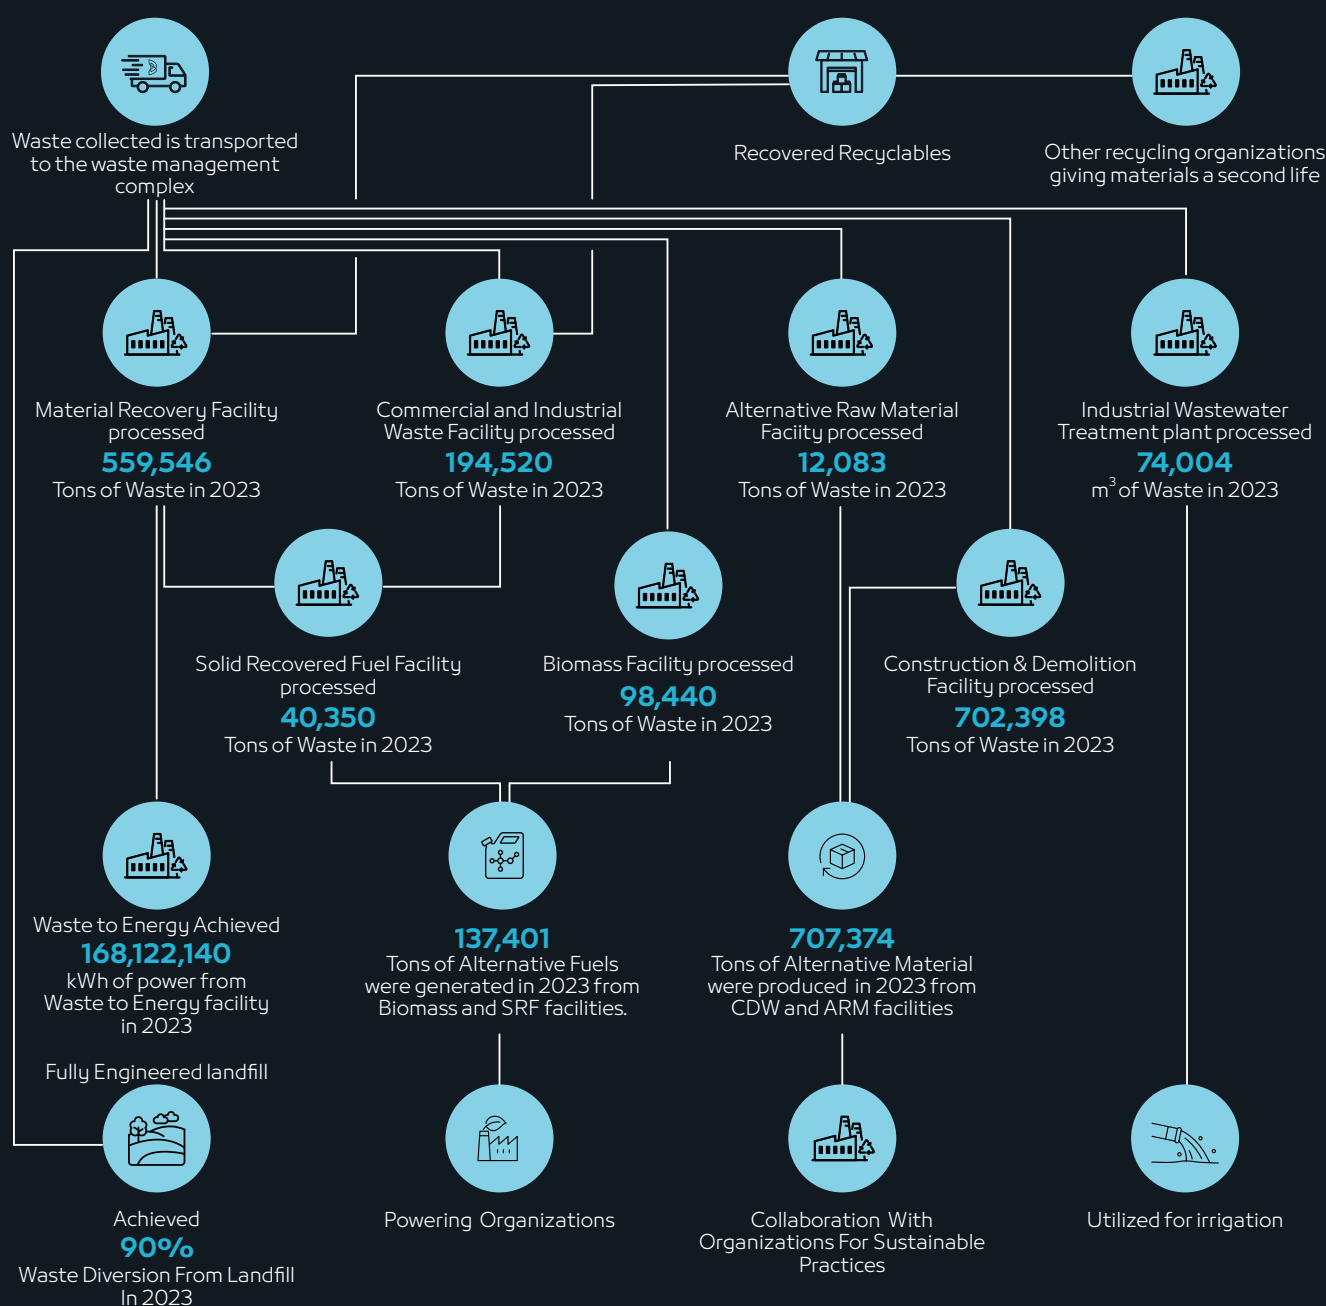 Waste collected is transported
to the waste management
complex
Recovered Recyclables
Other recycling organizations
giving materials a second life
Material Recovery Facility
processed
559,546
Tons of Waste in 2023
Commercial and Industrial
Waste Facility processed
194,520
Tons of Waste in 2023
Alternative Raw Material
Faciity processed
12,083
Tons of Waste in 2023
Industrial Wastewater
Treatment plant processed
74,004
m³ of Waste in 2023
Solid Recovered Fuel Facility
processed
40,350
Tons of Waste in 2023
Biomass Facility processed
98,440
Tons of Waste in 2023
Construction & Demolition
Facility processed
702,398
Tons of Waste in 2023
Waste to Energy Achieved
168,122,140
kWh of power from
Waste to Energy facility
in 2023
137,401
Tons of Alternative Fuels
were generated in 2023 from
Biomass and SRF facilities.
707,374
Tons of Alternative Material
were produced in 2023 from
CDW and ARM facilities
Fully Engineered landfill
Achieved
90%
Waste Diversion From Landfill
In 2023
Powering Organizations
Collaboration With
Organizations For Sustainable
Practices
Utilized for irrigation